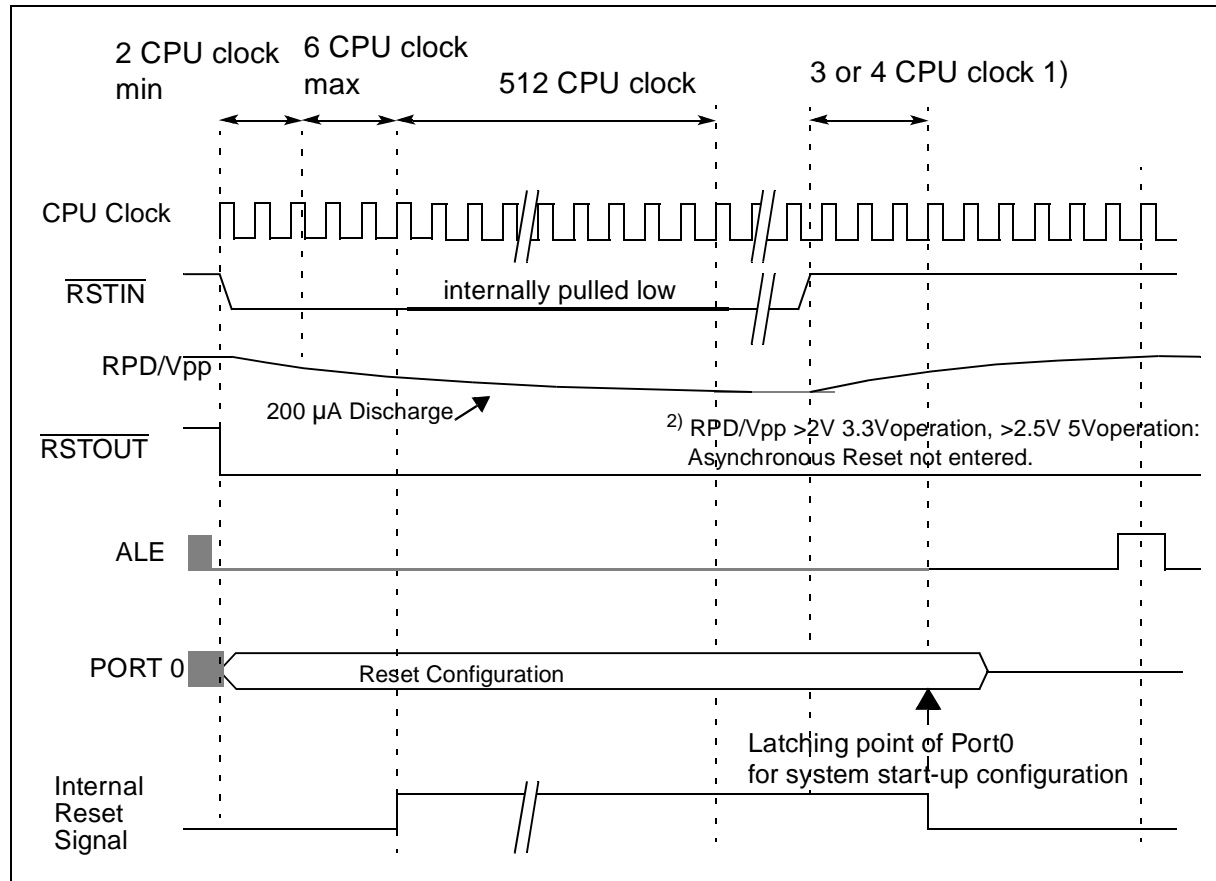 2 CPU clock
min
6 CPU clock
max
512 CPU clock
3 or 4 CPU clock 1)
CPU Clock
RSTIN
internally pulled low
RPD/Vpp
200 µA Discharge
2) RPD/Vpp >2V 3.3Voperation, >2.5V 5Voperation:
Asynchronous Reset not entered.
RSTOUT
ALE
PORT 0
Reset Configuration
Latching point of Port0
for system start-up configuration
Internal
Reset
Signal